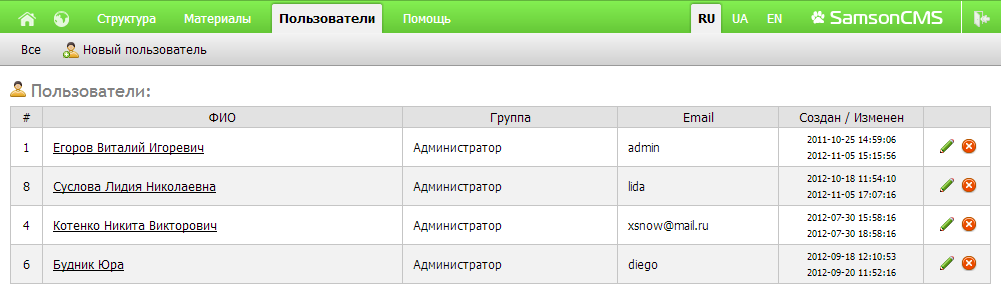 Структура Материалы Пользователи Помощь RU UA EN SamsonCMS
Все Новый пользователь
Пользователи:
# ФИО Группа Email Создан / Изменен
1 Егоров Виталий Игоревич Администратор admin 2011-10-25 14:59:06
2012-11-05 15:15:56
8 Суслова Лидия Николаевна Администратор lida 2012-10-18 11:54:10
2012-11-05 17:07:16
4 Котенко Никита Викторович Администратор xsnow@mail.ru 2012-07-30 15:58:16
2012-07-30 18:58:16
6 Будник Юра Администратор diego 2012-09-18 12:10:53
2012-09-20 11:52:16